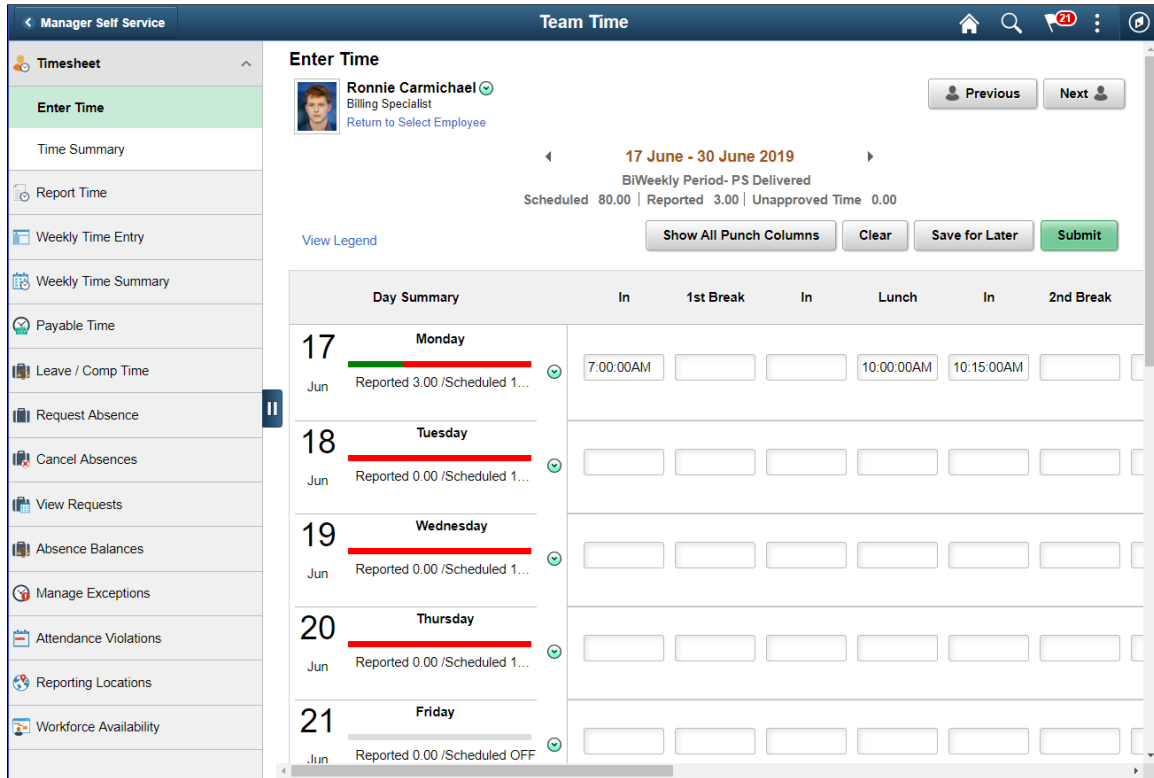 Manager Self Service
Team Time
21
Timesheet
Enter Time
Time Summary
Report Time
Weekly Time Entry
Weekly Time Summary
Payable Time
Leave / Comp Time
Request Absence
Cancel Absences
View Requests
Absence Balances
Manage Exceptions
Attendance Violations
Reporting Locations
Workforce Availability
Enter Time
Ronnie Carmichael
Billing Specialist
Return to Select Employee
Previous
Next
17 June - 30 June 2019
BiWeekly Period- PS Delivered
Scheduled 80.00 | Reported 3.00 | Unapproved Time 0.00
View Legend
Show All Punch Columns
Clear
Save for Later
Submit
Day Summary In 1st Break In Lunch In 2nd Break
17 Jun
Monday
Reported 3.00 /Scheduled 1...
7:00:00AM 10:00:00AM 10:15:00AM
18 Jun
Tuesday
Reported 0.00 /Scheduled 1...
19 Jun
Wednesday
Reported 0.00 /Scheduled 1...
20 Jun
Thursday
Reported 0.00 /Scheduled 1...
21 Jun
Friday
Reported 0.00 /Scheduled OFF